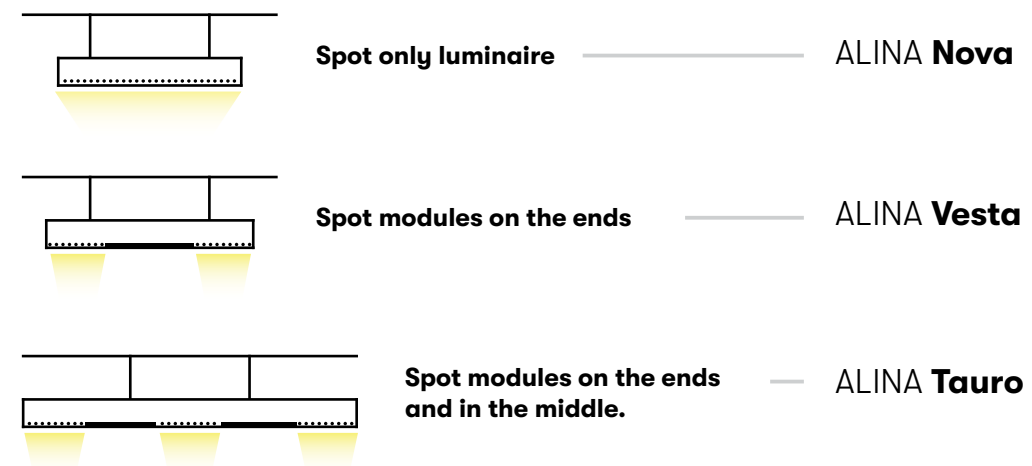 Spot only luminaire
ALINA Nova
Spot modules on the ends
ALINA Vesta
Spot modules on the ends
and in the middle.
ALINA Tauro